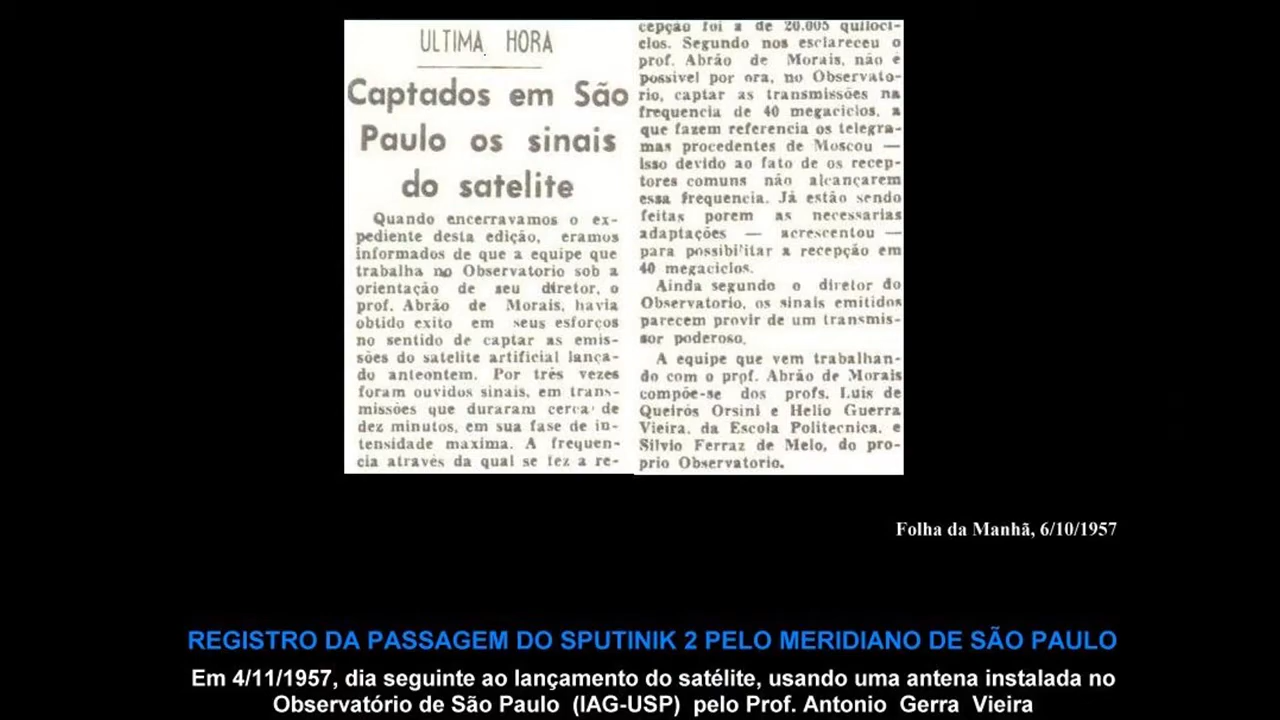 ULTIMA HORA
Captados em São
Paulo os sinais
do satelite
Quando encerravamos o ex-
pediente desta edição, eramos
informados de que a equipe que
trabalha no Observatorio sob a
orientação de seu diretor, o
prof. Abrão de Morais, havia
obtido exito em seus esforços
no sentido de captar as emis-
sões do satelite artificial lança-
do anteontem. Por três vezes
foram ouvidos sinais, em trans-
missões que duraram cerca de
dez minutos, em sua fase de in-
tensidade maxima. A frequen-
cia através da qual se fez a re-
cepção foi a de 20.005 quiloci-
clos. Segundo nos esclareceu o
prof. Abrão de Morais, não é
possivel por ora, no Observato-
rio, captar as transmissões na
frequencia de 40 megaciclos, a
que fazem referencia os telegra-
mas procedentes de Moscou —
isso devido ao fato de os recep-
tores comuns não alcançarem
essa frequencia. Já estão sendo
feitas porem as necessarias
adaptações — acrescentou —
para possibilitar a recepção em
40 megaciclos.
Ainda segundo o diretor do
Observatorio, os sinais emitidos
parecem provir de um transmis-
sor poderoso.
A equipe que vem trabalhan-
do com o prof. Abrão de Morais
compõe-se dos profs. Luis de
Queirós Orsini e Helio Guerra
Vieira, da Escola Politecnica, e
Silvio Ferraz de Melo, do pro-
prio Observatorio.
Folha da Manhã, 6/10/1957
REGISTRO DA PASSAGEM DO SPUTINIK 2 PELO MERIDIANO DE SÃO PAULO
Em 4/11/1957, dia seguinte ao lançamento do satélite, usando uma antena instalada no
Observatório de São Paulo (IAG-USP) pelo Prof. Antonio Gerra Vieira